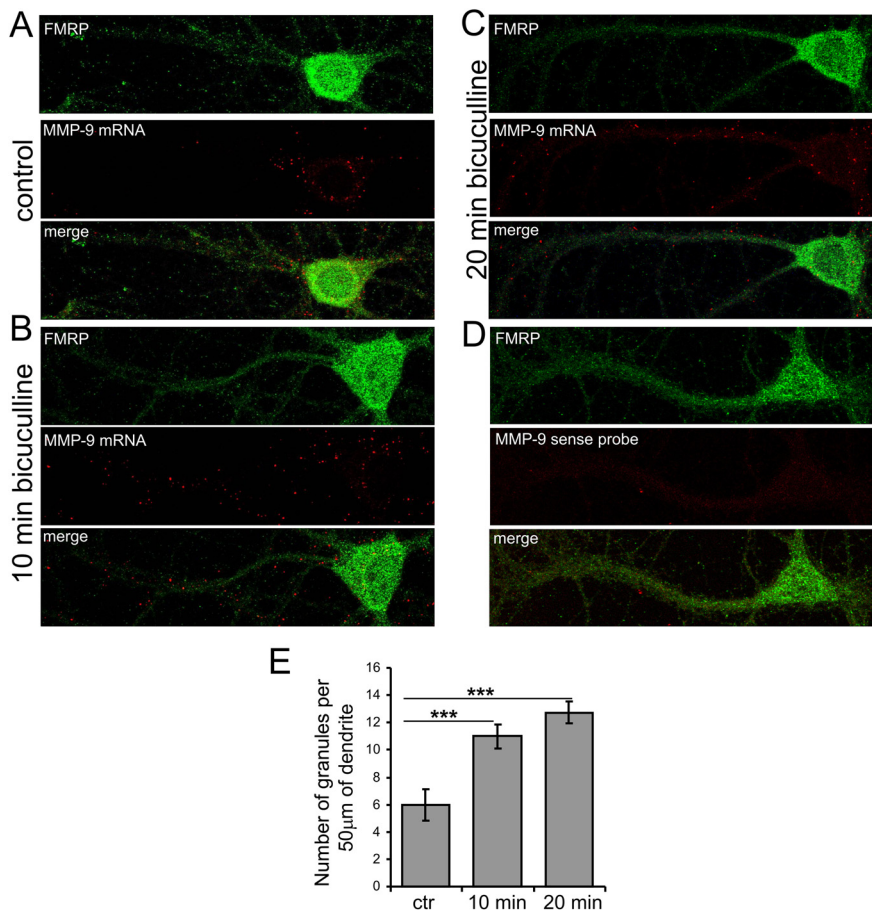 A
FMRP
MMP-9 mRNA
merge
control
B
FMRP
MMP-9 mRNA
merge
10 min bicuculline
C
FMRP
MMP-9 mRNA
merge
20 min bicuculline
D
FMRP
MMP-9 sense probe
merge
E
Number of granules per
50μm of dendrite
16
14
12
10
8
6
4
2
0
***
***
ctr 10 min 20 min